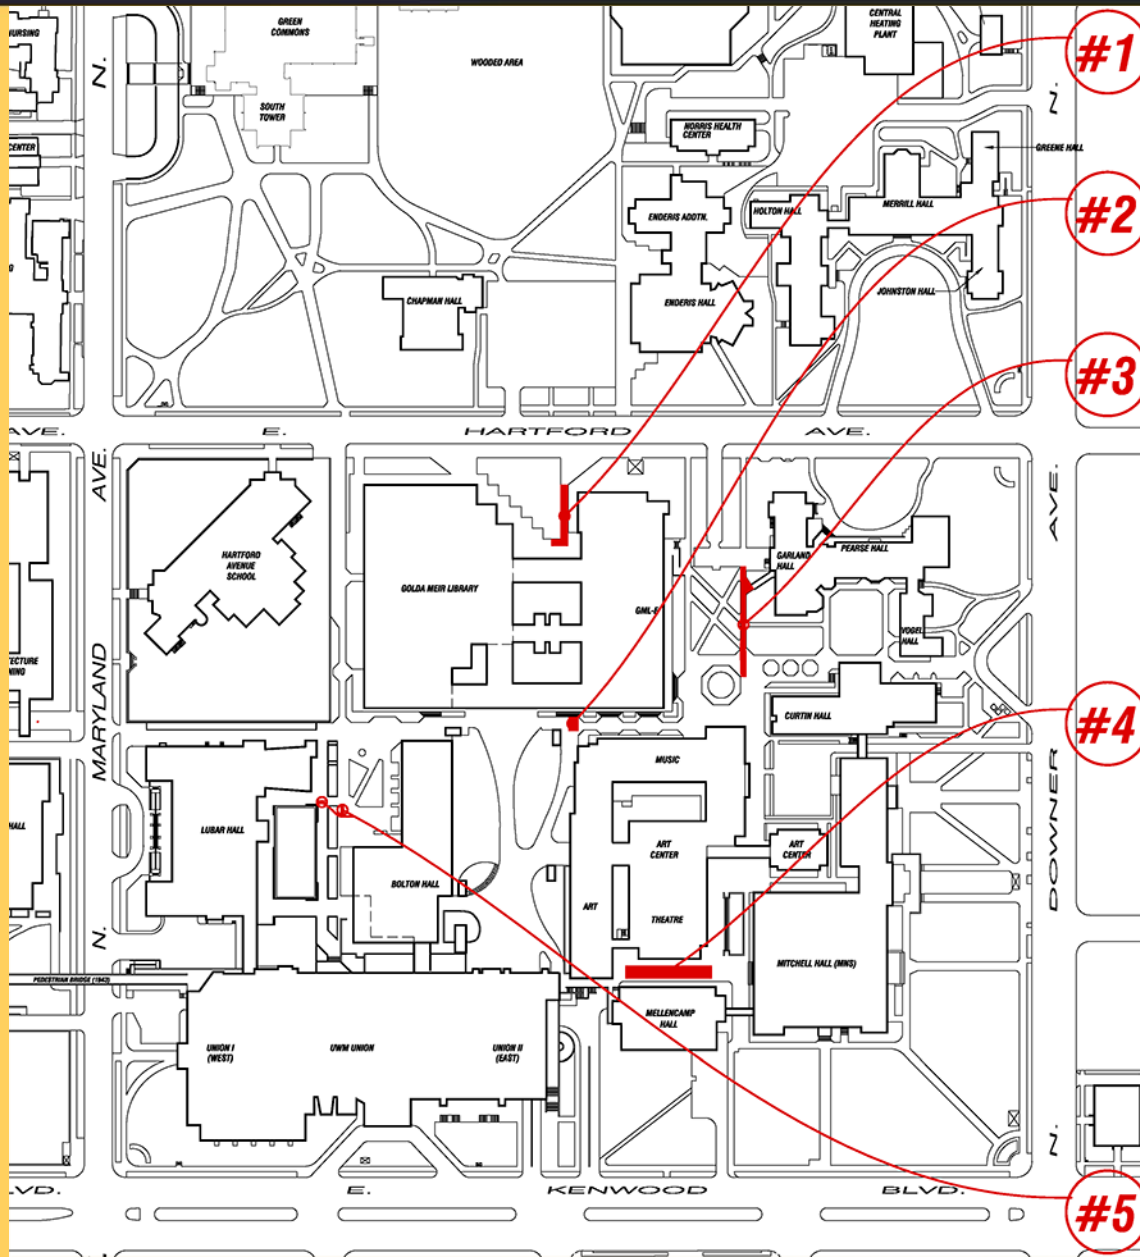 GREEN
COMMONS
CENTRAL
HEATING
PLANT
#1
WOODED AREA
N.
N.
SOUTH
TOWER
NORRIS HEALTH
CENTER
CENTER
GREENE HALL
#2
ENDERIS ADDTN.
HOLTON HALL
MERRILL HALL
CHAPMAN HALL
ENDERIS HALL
JOHNSTON HALL
#3
AVE.
E.
HARTFORD
AVE.
AVE.
AVE.
HARTFORD
AVENUE
SCHOOL
GOLDA MEIR LIBRARY
GARLAND
HALL
PEARSE HALL
VOGEL
HALL
MARYLAND
CURTIN HALL
#4
MUSIC
DOWNER
HALL
LUBAR HALL
ART
CENTER
ART
CENTER
BOLTON HALL
ART
THEATRE
N.
MITCHELL HALL (MNS)
PEDESTRIAN BRIDGE (1942)
MELLENCAMP
HALL
UNION I
(WEST)
UWM UNION
UNION II
(EAST)
N.
E.
KENWOOD
BLVD.
#5